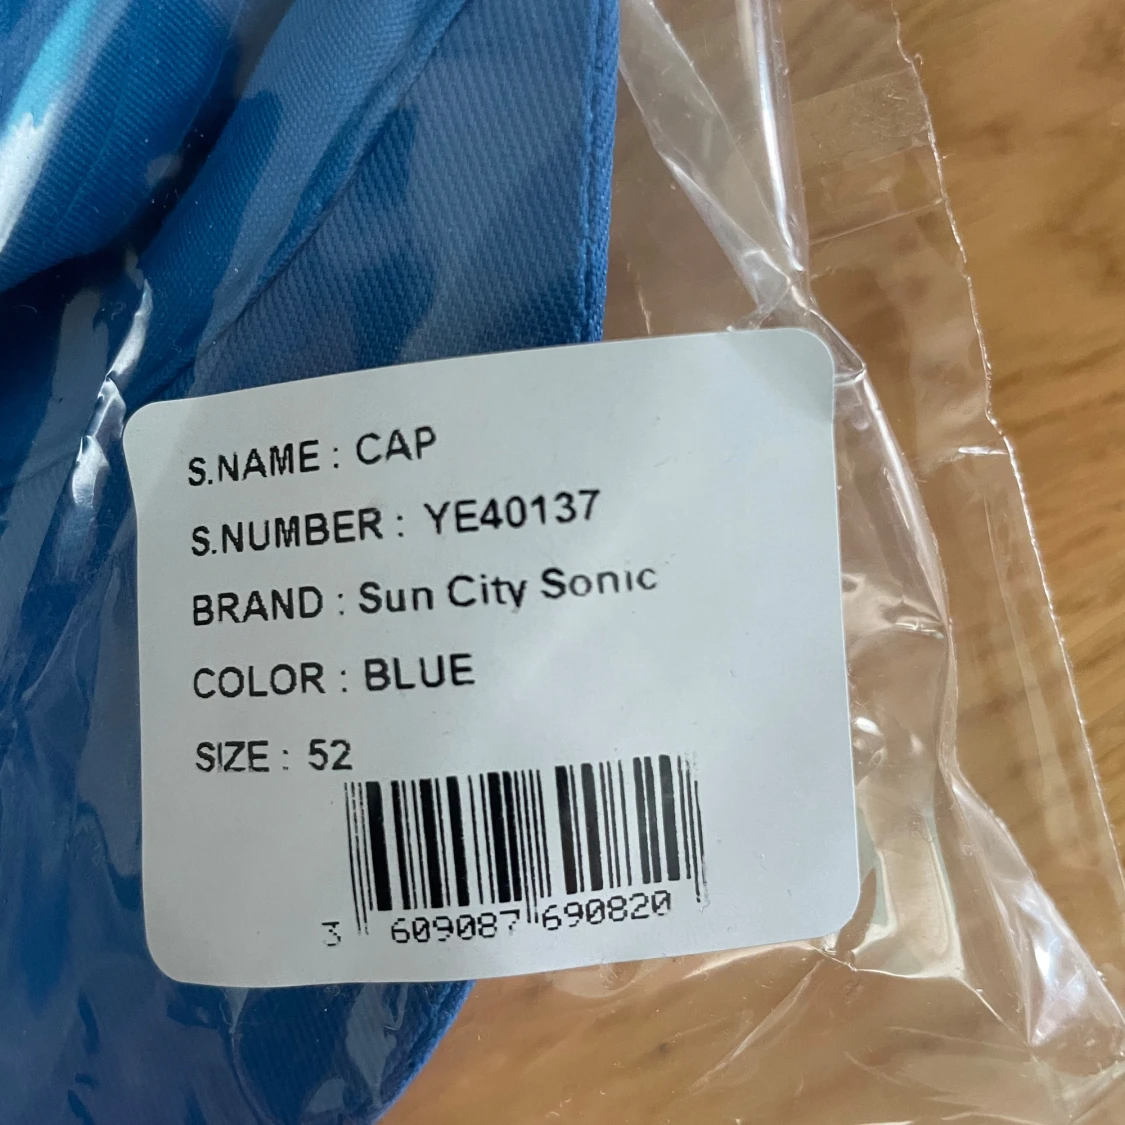 S.NAME : CAP
S.NUMBER : YE40137
BRAND : Sun City Sonic
COLOR : BLUE
SIZE : 52
3 609087 690820